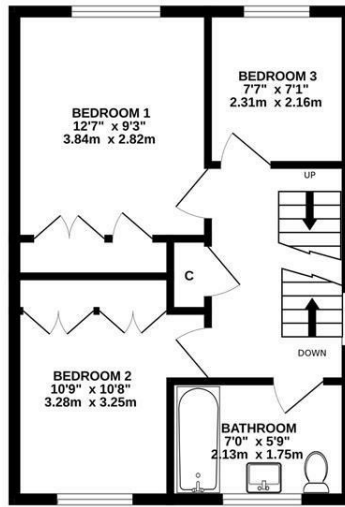 BEDROOM 1
12'7" x 9'3"
3.84m x 2.82m
BEDROOM 3
7'7" x 7'1"
2.31m x 2.16m
UP
C
DOWN
BEDROOM 2
10'9" x 10'8"
3.28m x 3.25m
BATHROOM
7'0" x 5'9"
2.13m x 1.75m